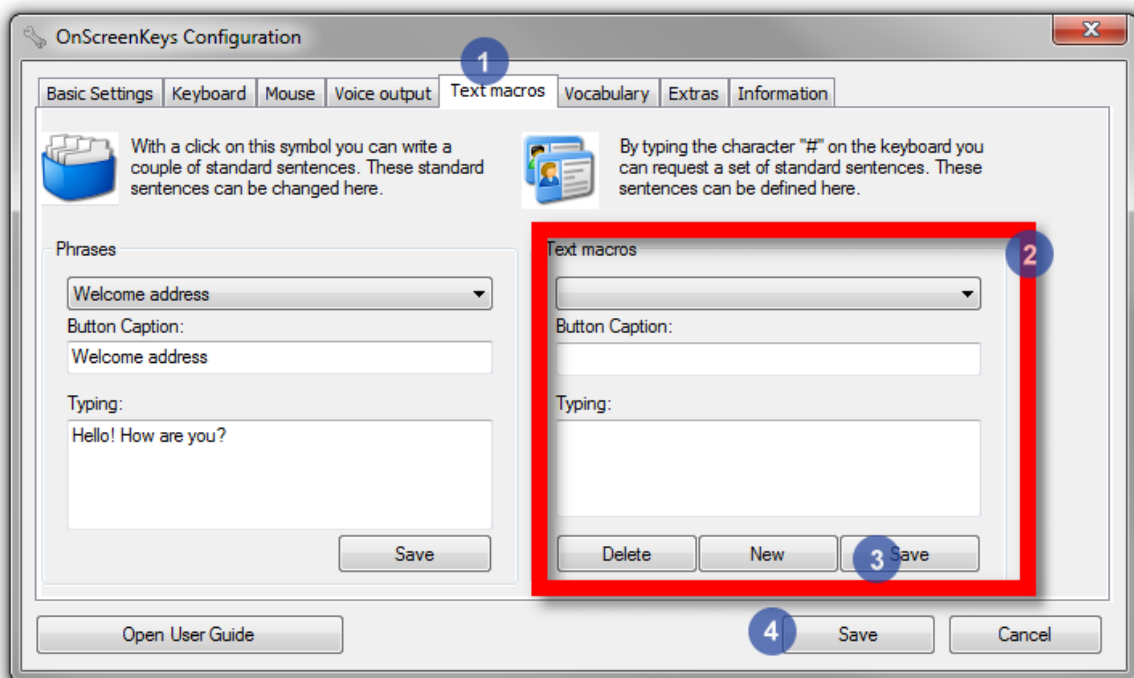 OnScreenKeys Configuration
X
1
Basic Settings Keyboard Mouse Voice output Text macros Vocabulary Extras Information
With a click on this symbol you can write a
couple of standard sentences. These standard
sentences can be changed here.
By typing the character "#" on the keyboard you
can request a set of standard sentences. These
sentences can be defined here.
Phrases
Welcome address
Button Caption:
Welcome address
Typing:
Hello! How are you?
Save
Text macros
2
Button Caption:
Typing:
Delete New 3 Save
Open User Guide 4 Save Cancel